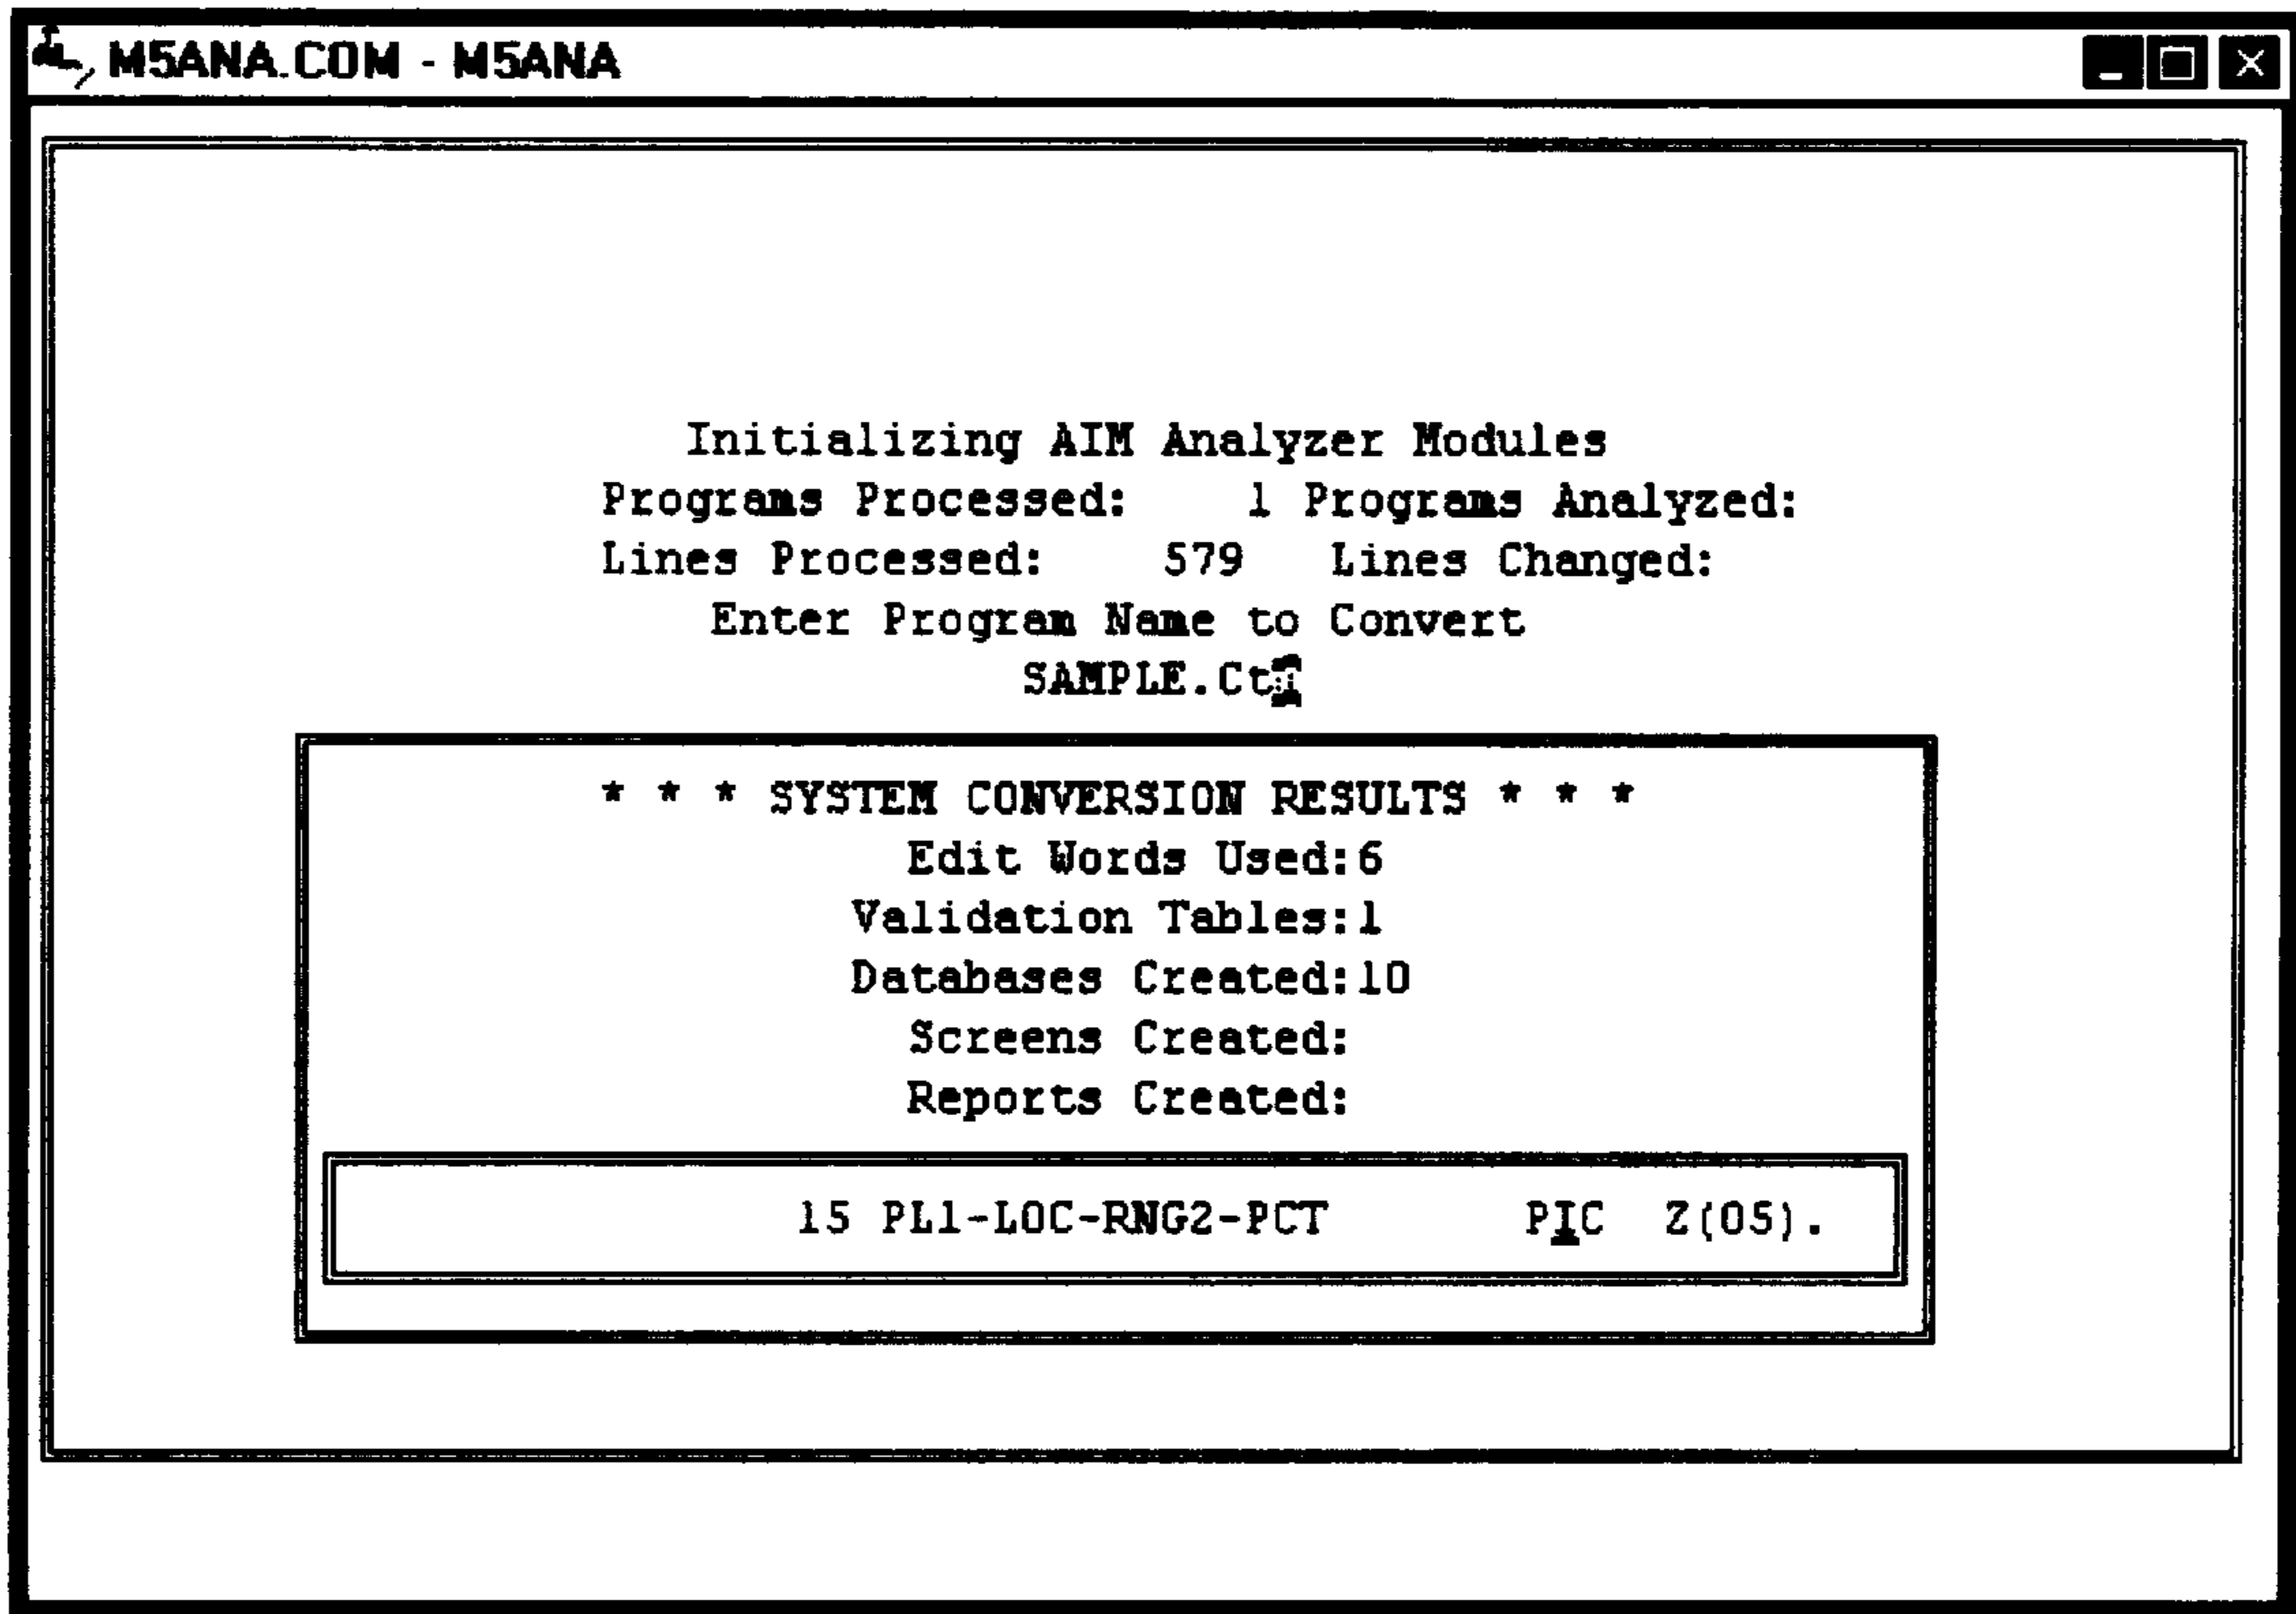 M5ANA.COM - M5ANA
Initializing AIM Analyzer Modules
Programs Processed: 1 Programs Analyzed:
Lines Processed: 579 Lines Changed:
Enter Program Name to Convert
SAMPLE.Ctl
* * * SYSTEM CONVERSION RESULTS * * *
Edit Words Used:6
Validation Tables:1
Databases Created:10
Screens Created:
Reports Created:
15 PL1-LOC-RNG2-PCT PIC Z(05).